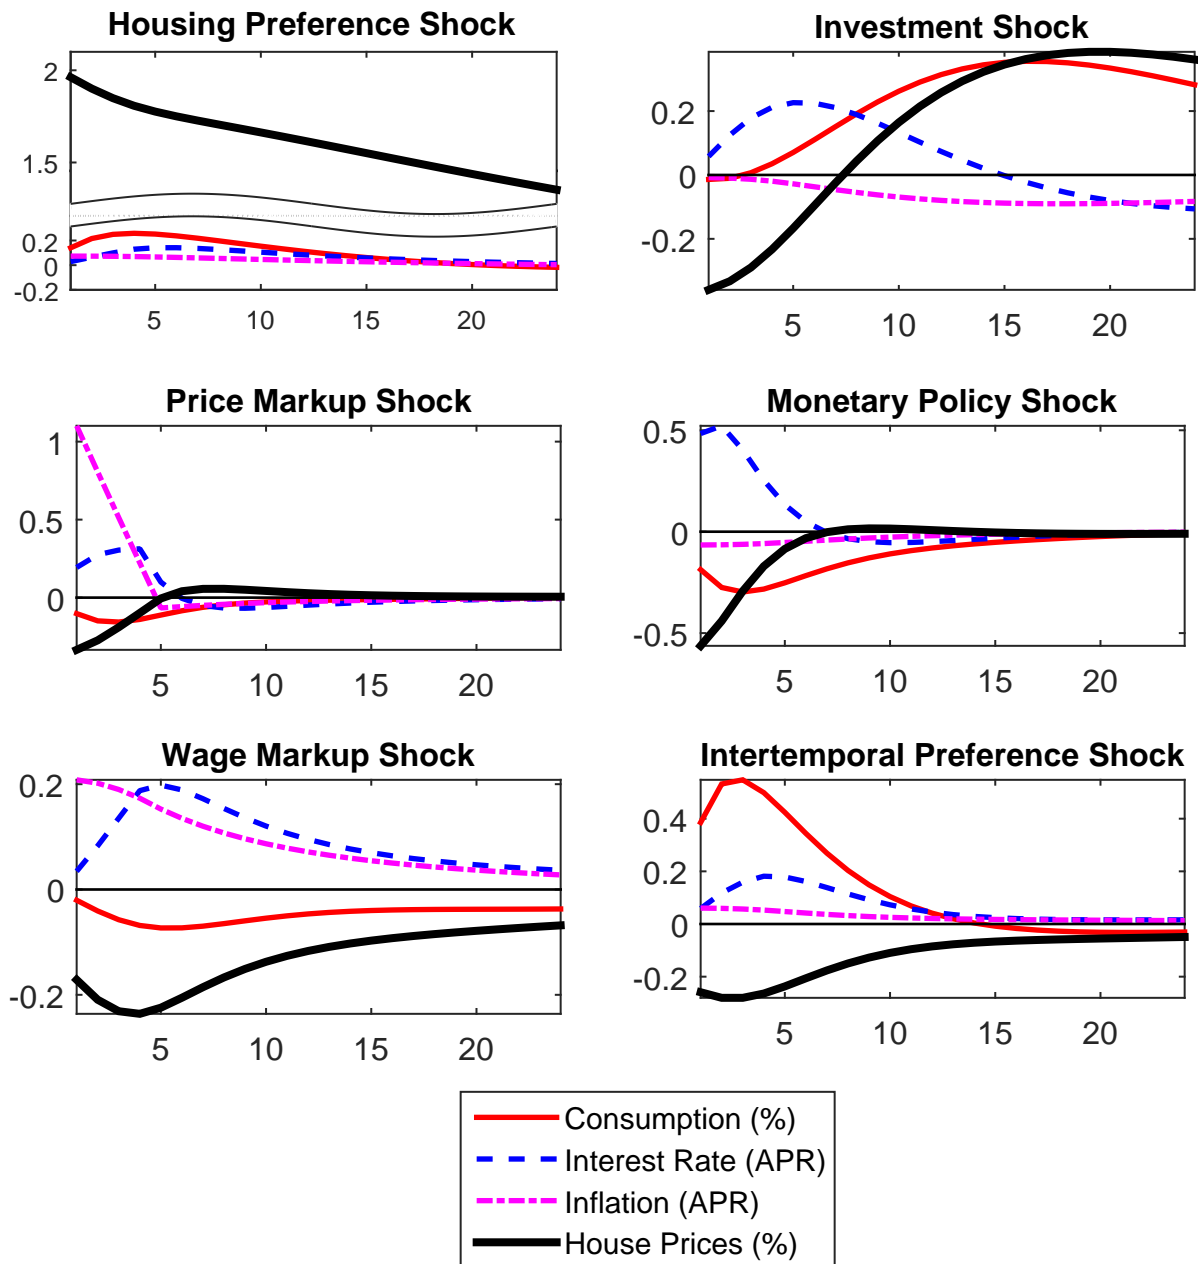 Housing Preference Shock
2
1.5
0.2
0
-0.2
5 10 15 20
Investment Shock
0.2
0
-0.2
5 10 15 20
Price Markup Shock
1
0.5
0
5 10 15 20
Monetary Policy Shock
0.5
0
-0.5
5 10 15 20
Wage Markup Shock
0.2
0
-0.2
5 10 15 20
Intertemporal Preference Shock
0.4
0.2
0
-0.2
5 10 15 20
Consumption (%)
Interest Rate (APR)
Inflation (APR)
House Prices (%)